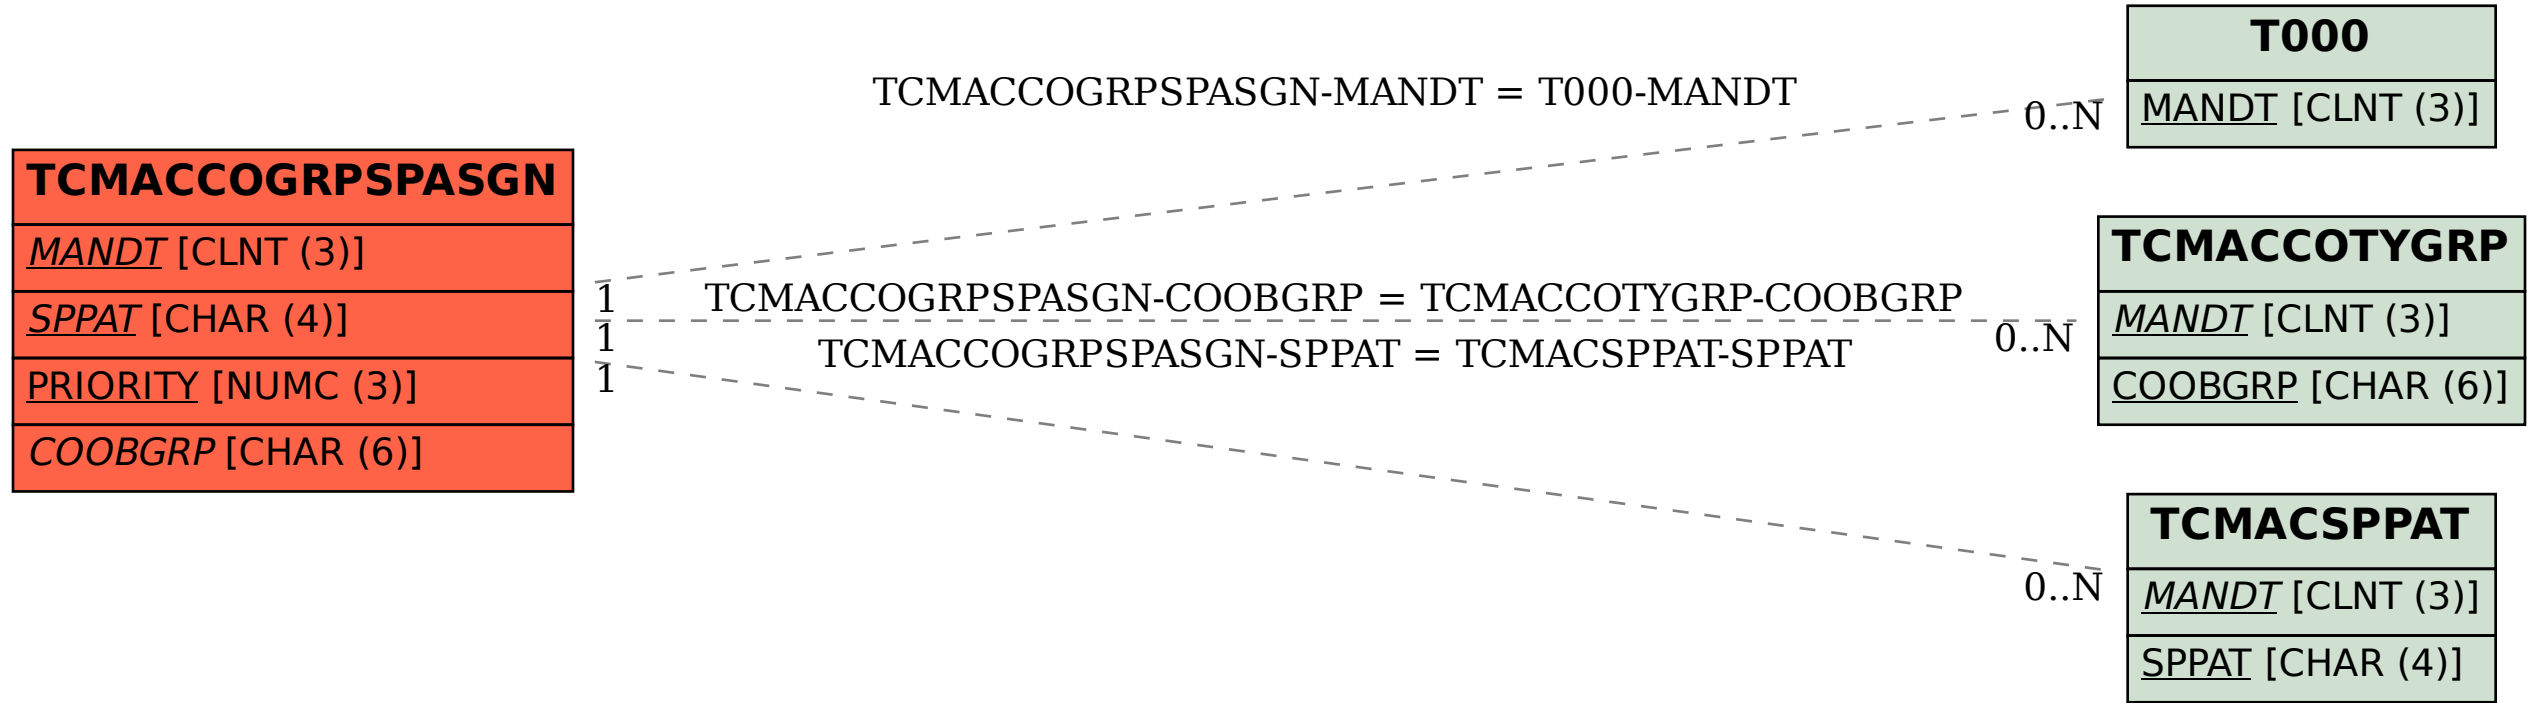 TCMACCOGRPSPASGN
MANDT [CLNT (3)]
SPPAT [CHAR (4)]
PRIORITY [NUMC (3)]
COOBGRP [CHAR (6)]
TCMACCOGRPSPASGN-MANDT = T000-MANDT
1
0..N
TCMACCOGRPSPASGN-COOBGRP = TCMACCOTYGRP-COOBGRP
1
0..N
TCMACCOGRPSPASGN-SPPAT = TCMACSPPAT-SPPAT
1
0..N
T000
MANDT [CLNT (3)]
TCMACCOTYGRP
MANDT [CLNT (3)]
COOBGRP [CHAR (6)]
TCMACSPPAT
MANDT [CLNT (3)]
SPPAT [CHAR (4)]